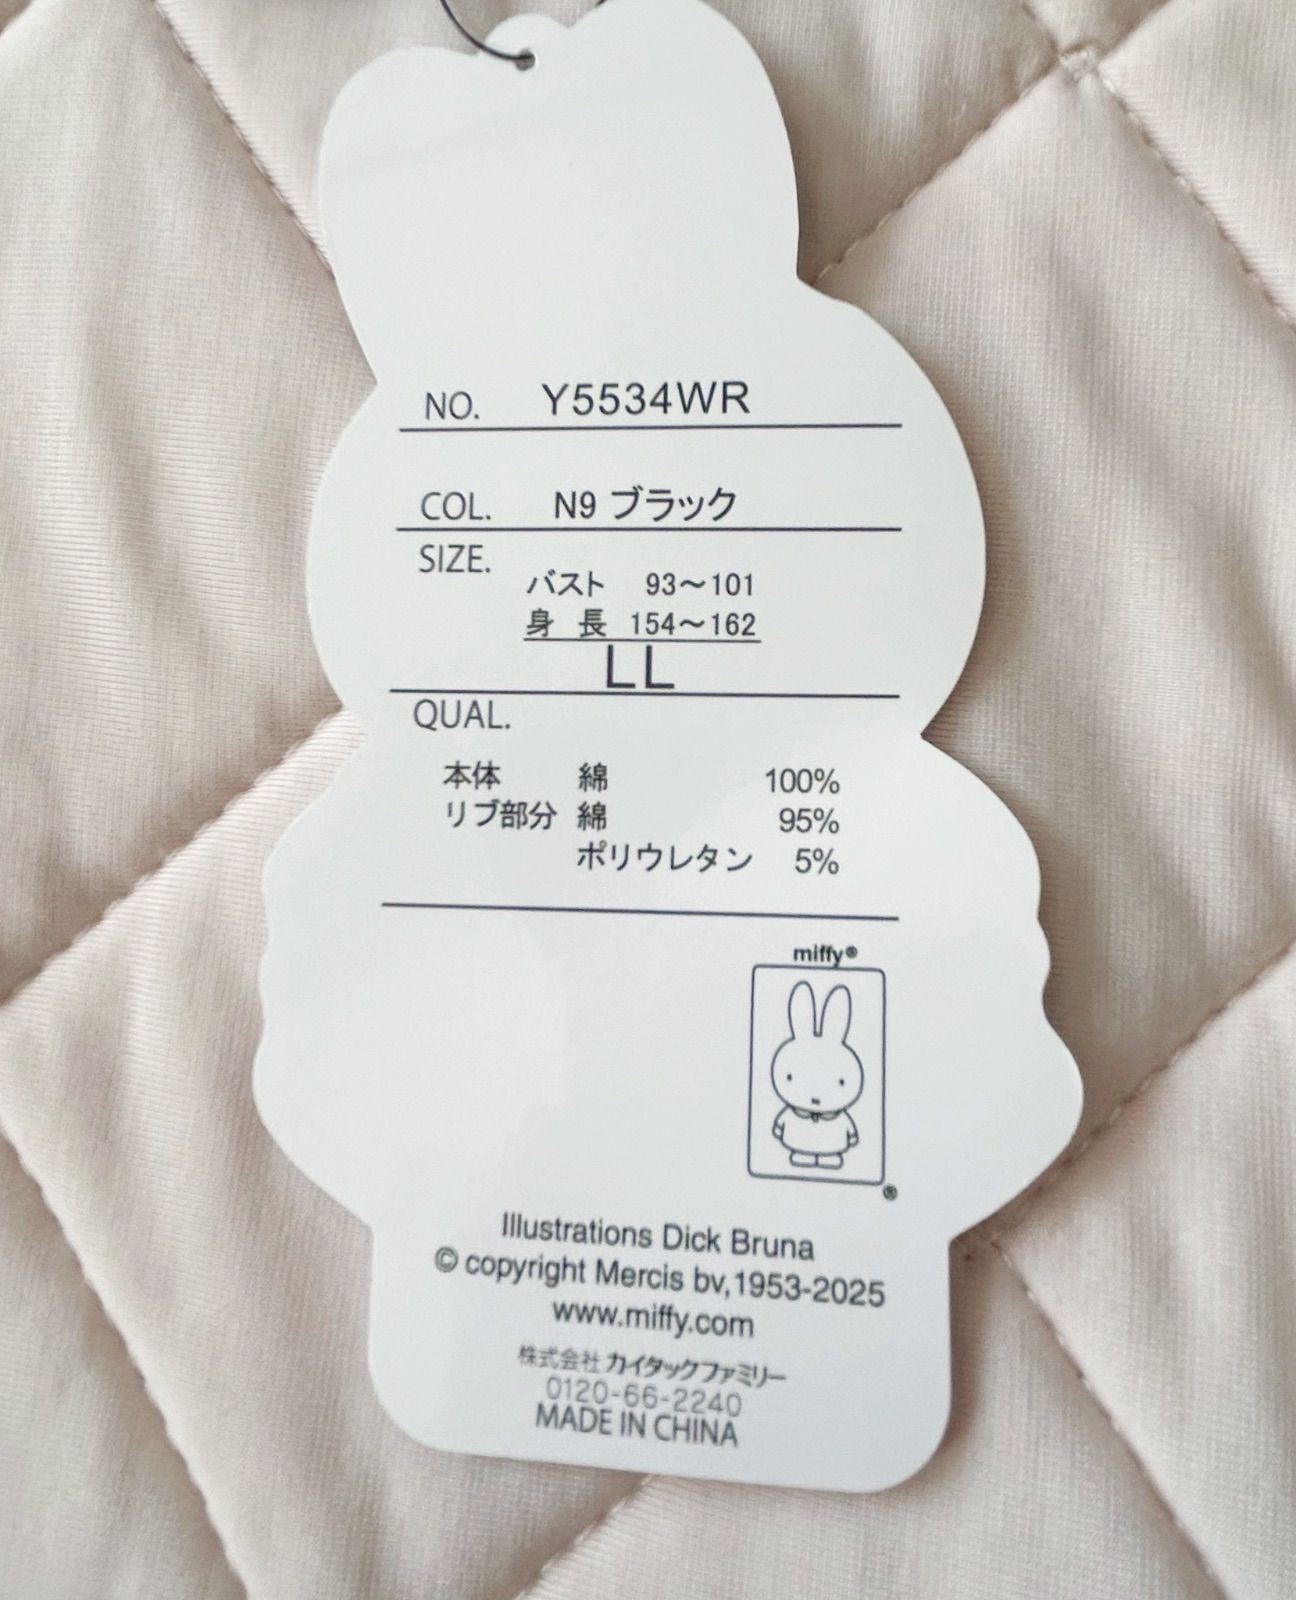 NO. Y5534WR
COL. N9 ブラック
SIZE.
バスト 93～101
身 長 154～162
LL
QUAL.
本体 綿 100%
リブ部分 綿 95%
ポリウレタン 5%
miffy®
®
Illustrations Dick Bruna
© copyright Mercis bv,1953-2025
www.miffy.com
株式会社 カイタックファミリー
0120-66-2240
MADE IN CHINA